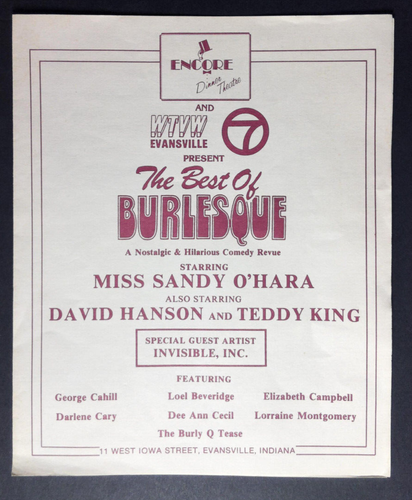 ENCORE
Dinner Theatre
AND
WTVW 7
EVANSVILLE
PRESENT
The Best Of
BURLESQUE
A Nostalgic & Hilarious Comedy Revue
STARRING
MISS SANDY O'HARA
ALSO STARRING
DAVID HANSON AND TEDDY KING
SPECIAL GUEST ARTIST
INVISIBLE, INC.
FEATURING
George Cahill Loel Beveridge Elizabeth Campbell
Darlene Cary Dee Ann Cecil Lorraine Montgomery
The Burly Q Tease
11 WEST IOWA STREET, EVANSVILLE, INDIANA